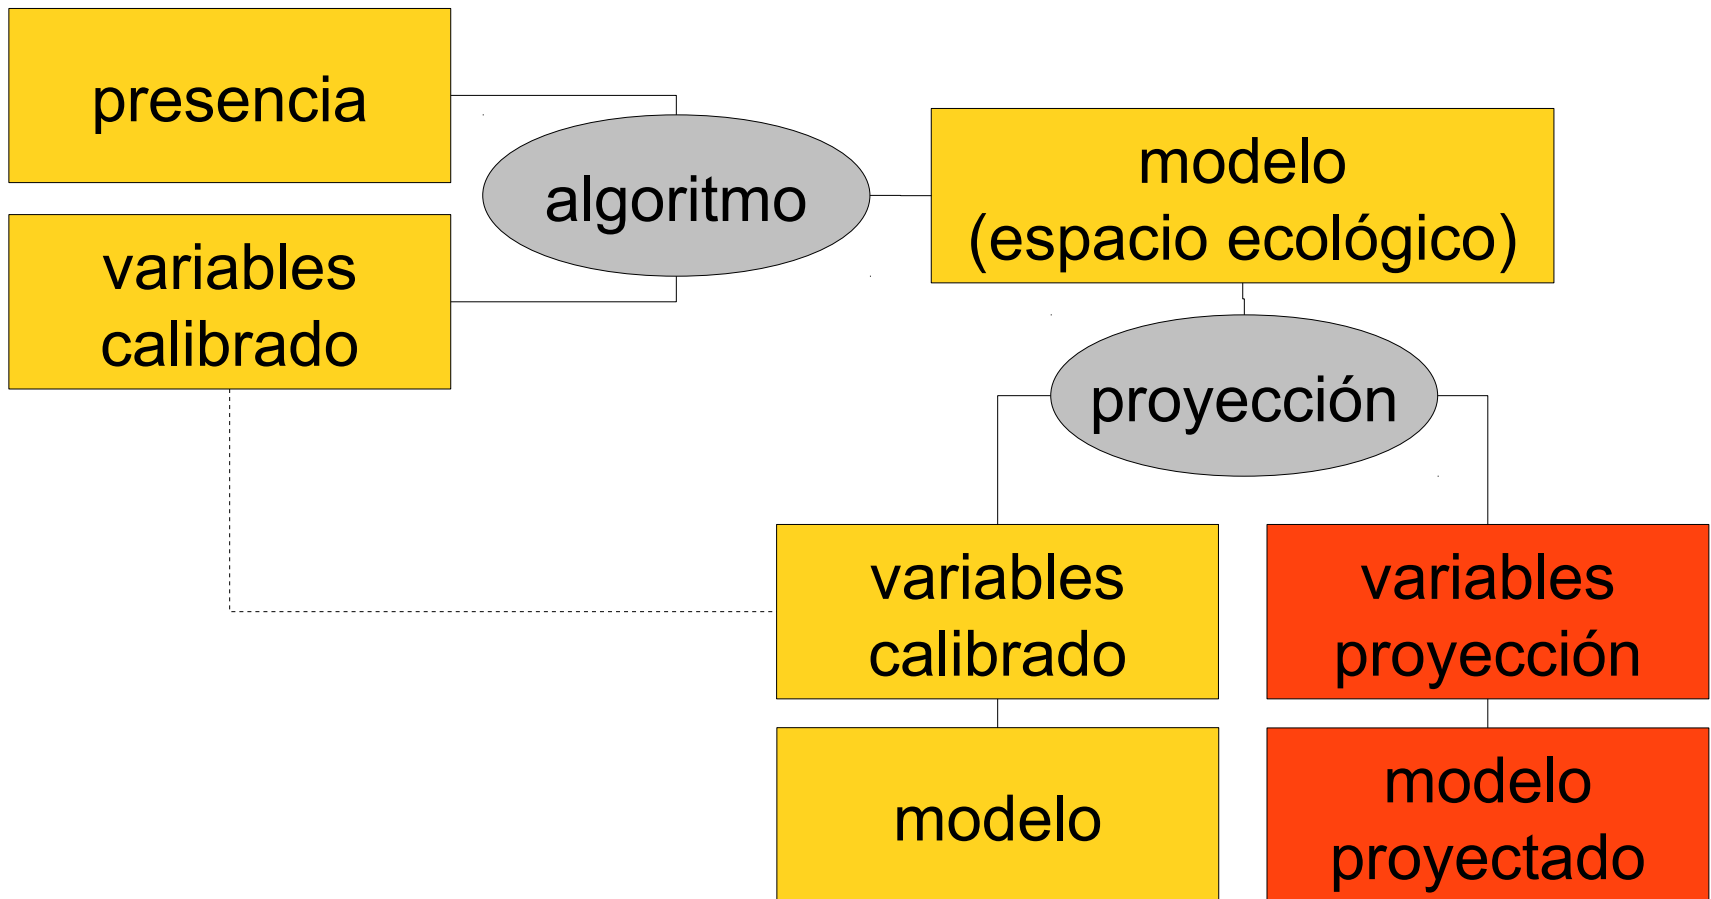 presencia
variables
calibrado
algoritmo
modelo
(espacio ecológico)
proyección
variables
calibrado
modelo
variables
proyección
modelo
proyectado